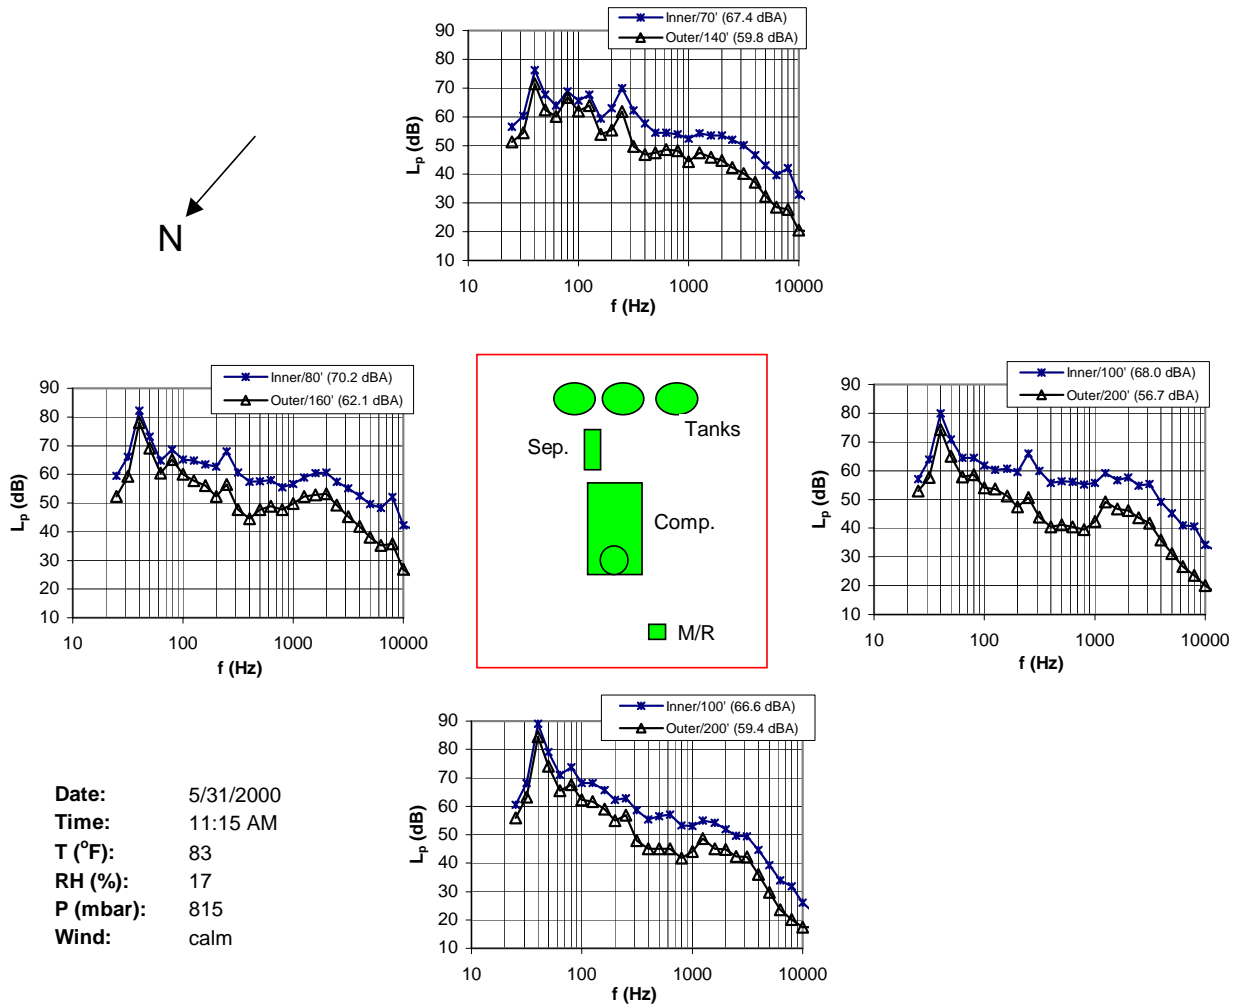 Inner/70' (67.4 dBA)
Outer/140' (59.8 dBA)
90
80
70
60
50
40
30
20
10
Lp (dB)
10 100 1000 10000
f (Hz)
N
Inner/80' (70.2 dBA)
Outer/160' (62.1 dBA)
90
80
70
60
50
40
30
20
10
Lp (dB)
10 100 1000 10000
f (Hz)
Tanks
Sep.
Comp.
M/R
Inner/100' (68.0 dBA)
Outer/200' (56.7 dBA)
90
80
70
60
50
40
30
20
10
Lp (dB)
10 100 1000 10000
f (Hz)
Inner/100' (66.6 dBA)
Outer/200' (59.4 dBA)
90
80
70
60
50
40
30
20
10
Lp (dB)
10 100 1000 10000
f (Hz)
Date: 5/31/2000
Time: 11:15 AM
T (°F): 83
RH (%): 17
P (mbar): 815
Wind: calm